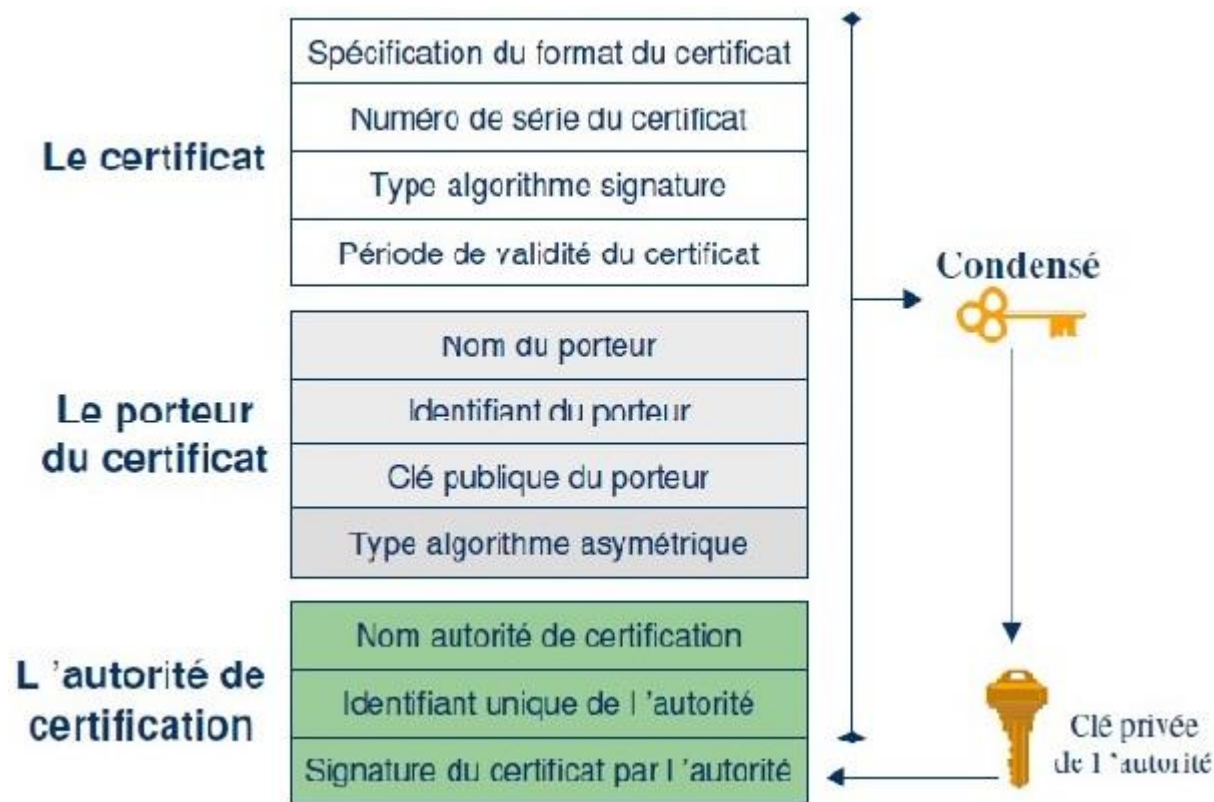 Le certificat
Spécification du format du certificat
Numéro de série du certificat
Type algorithme signature
Période de validité du certificat
Le porteur
du certificat
Nom du porteur
Identifiant du porteur
Clé publique du porteur
Type algorithme asymétrique
L 'autorité de
certification
Nom autorité de certification
Identifiant unique de l 'autorité
Signature du certificat par l 'autorité
Condensé
Clé privée
de l 'autorité